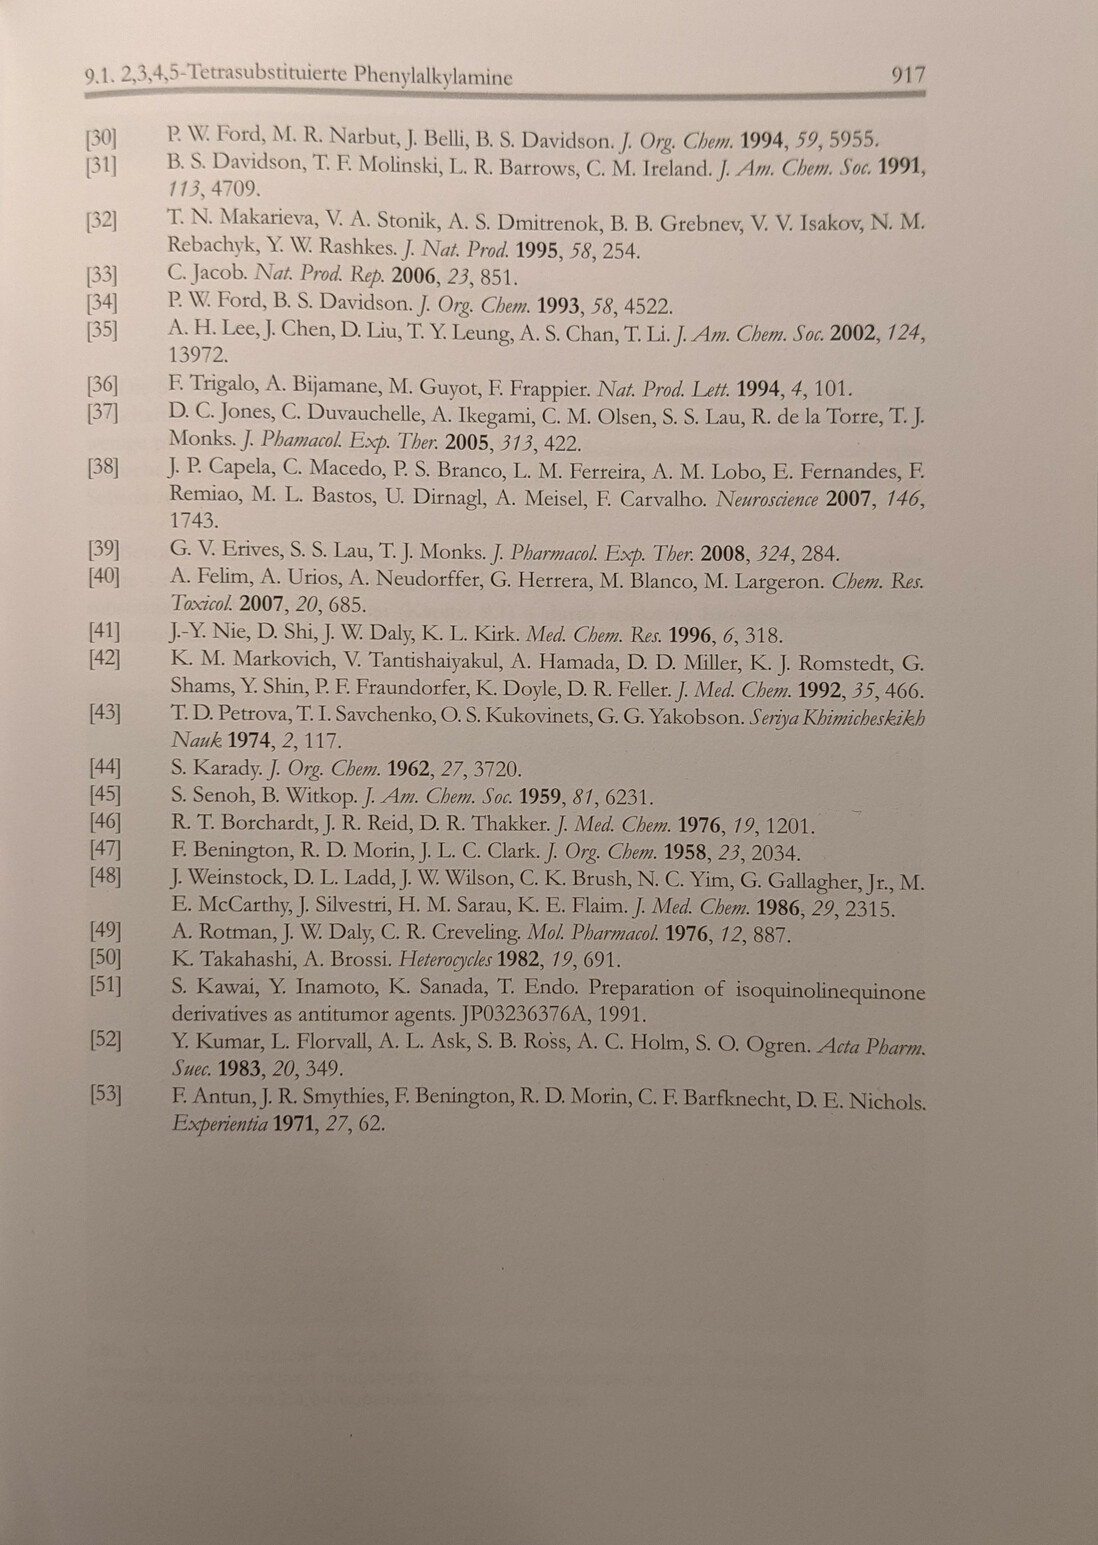 9.1. 2,3,4,5-Tetrasubstituierte Phenylalkylamine 917
[30] P. W. Ford, M. R. Narbut, J. Belli, B. S. Davidson. J. Org. Chem. 1994, 59, 5955.
[31] B. S. Davidson, T. F. Molinski, L. R. Barrows, C. M. Ireland. J. Am. Chem. Soc. 1991,
113, 4709.
[32] T. N. Makarieva, V. A. Stonik, A. S. Dmitrenok, B. B. Grebnev, V. V. Isakov, N. M.
Rebachyk, Y. W. Rashkes. J. Nat. Prod. 1995, 58, 254.
[33] C. Jacob. Nat. Prod. Rep. 2006, 23, 851.
[34] P. W. Ford, B. S. Davidson. J. Org. Chem. 1993, 58, 4522.
[35] A. H. Lee, J. Chen, D. Liu, T. Y. Leung, A. S. Chan, T. Li. J. Am. Chem. Soc. 2002, 124,
13972.
[36] F. Trigalo, A. Bijamane, M. Guyot, F. Frappier. Nat. Prod. Lett. 1994, 4, 101.
[37] D. C. Jones, C. Duvauchelle, A. Ikegami, C. M. Olsen, S. S. Lau, R. de la Torre, T. J.
Monks. J. Phamacol. Exp. Ther. 2005, 313, 422.
[38] J. P. Capela, C. Macedo, P. S. Branco, L. M. Ferreira, A. M. Lobo, E. Fernandes, F.
Remiao, M. L. Bastos, U. Dirnagl, A. Meisel, F. Carvalho. Neuroscience 2007, 146,
1743.
[39] G. V. Erives, S. S. Lau, T. J. Monks. J. Pharmacol. Exp. Ther. 2008, 324, 284.
[40] A. Felim, A. Urios, A. Neudorffer, G. Herrera, M. Blanco, M. Largeron. Chem. Res.
Toxicol. 2007, 20, 685.
[41] J.-Y. Nie, D. Shi, J. W. Daly, K. L. Kirk. Med. Chem. Res. 1996, 6, 318.
[42] K. M. Markovich, V. Tantishaiyakul, A. Hamada, D. D. Miller, K. J. Romstedt, G.
Shams, Y. Shin, P. F. Fraundorfer, K. Doyle, D. R. Feller. J. Med. Chem. 1992, 35, 466.
[43] T. D. Petrova, T. I. Savchenko, O. S. Kukovinets, G. G. Yakobson. Seriya Khimicheskikh
Nauk 1974, 2, 117.
[44] S. Karady. J. Org. Chem. 1962, 27, 3720.
[45] S. Senoh, B. Witkop. J. Am. Chem. Soc. 1959, 81, 6231.
[46] R. T. Borchardt, J. R. Reid, D. R. Thakker. J. Med. Chem. 1976, 19, 1201.
[47] F. Benington, R. D. Morin, J. L. C. Clark. J. Org. Chem. 1958, 23, 2034.
[48] J. Weinstock, D. L. Ladd, J. W. Wilson, C. K. Brush, N. C. Yim, G. Gallagher, Jr., M.
E. McCarthy, J. Silvestri, H. M. Sarau, K. E. Flaim. J. Med. Chem. 1986, 29, 2315.
[49] A. Rotman, J. W. Daly, C. R. Creveling. Mol. Pharmacol. 1976, 12, 887.
[50] K. Takahashi, A. Brossi. Heterocycles 1982, 19, 691.
[51] S. Kawai, Y. Inamoto, K. Sanada, T. Endo. Preparation of isoquinolinequinone
derivatives as antitumor agents. JP03236376A, 1991.
[52] Y. Kumar, L. Florvall, A. L. Ask, S. B. Ross, A. C. Holm, S. O. Ogren. Acta Pharm.
Suec. 1983, 20, 349.
[53] F. Antun, J. R. Smythies, F. Benington, R. D. Morin, C. F. Barfknecht, D. E. Nichols.
Experientia 1971, 27, 62.